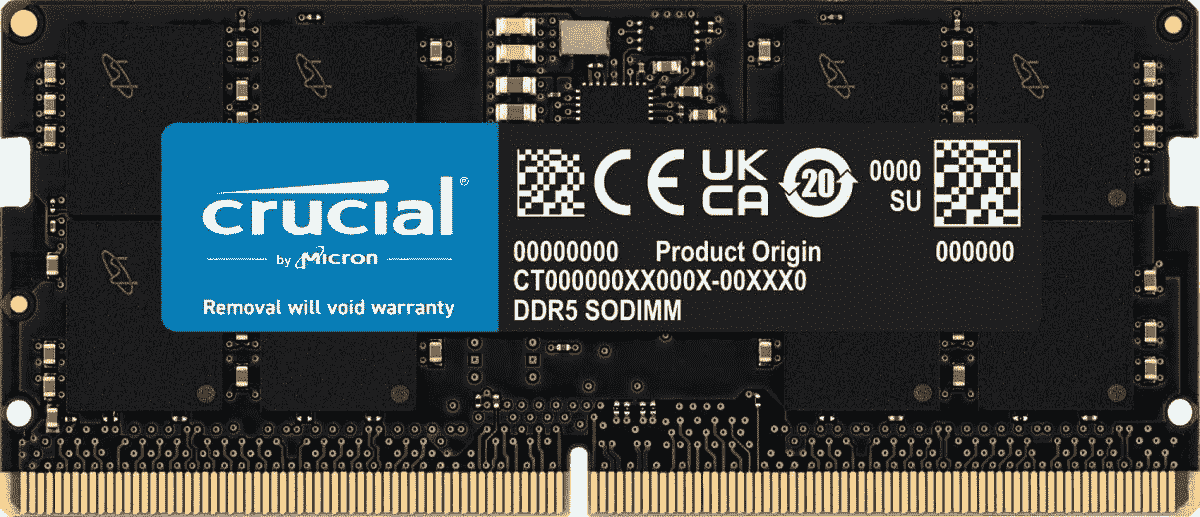 crucial®
by Micron
Removal will void warranty
CE UK CA 20 0000 SU
00000000 Product Origin 000000
CT000000XX000X-00XXX0
DDR5 SODIMM